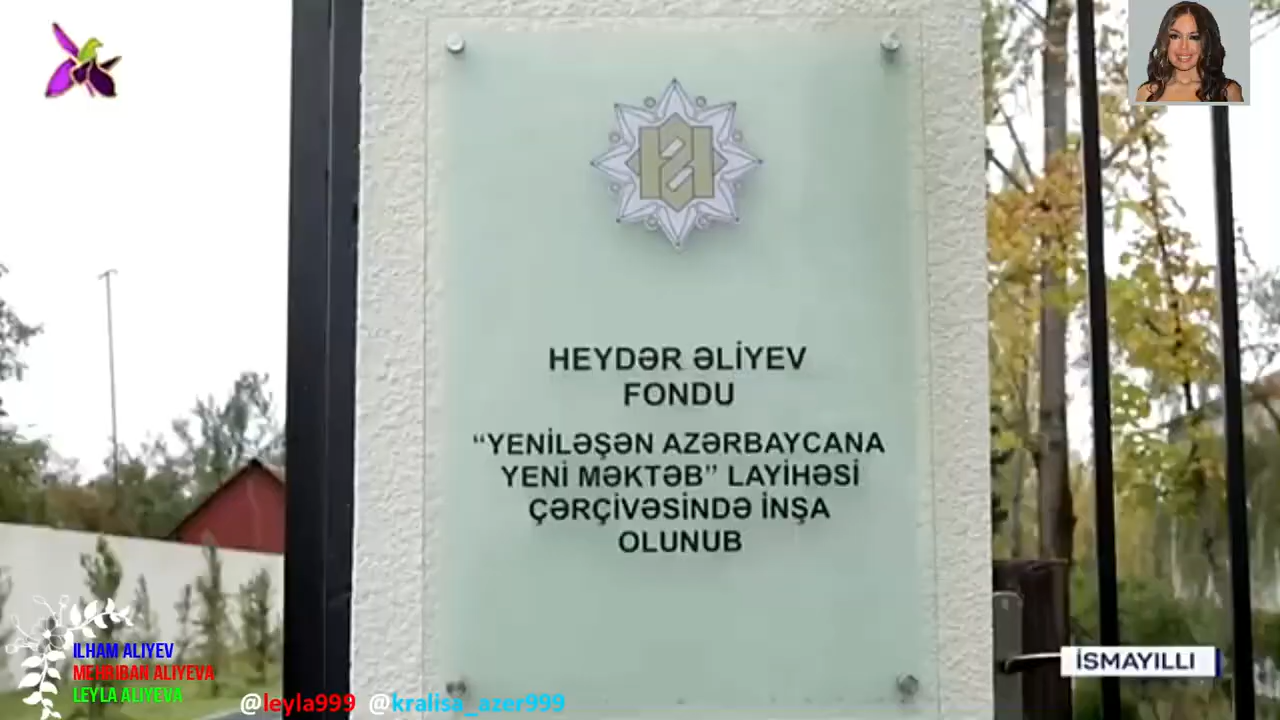 HEYDƏR ƏLİYEV
FONDU
“YENİLƏŞƏN AZƏRBAYCANA
YENİ MƏKTƏB” LAYİHƏSİ
ÇƏRÇİVƏSİNDƏ İNŞA
OLUNUB
İSMAYILLI
ILHAM ALIYEV
MEHRIBAN ALIYEVA
LEYLA ALIYEVA
@leyla999 @kralisa_azer999